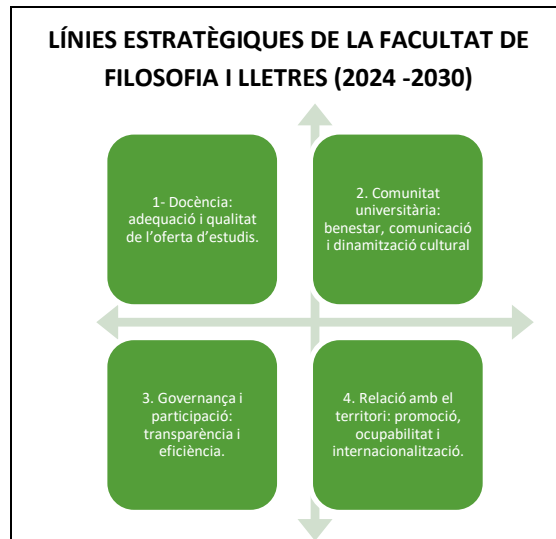 LÍNIES ESTRATÈGIQUES DE LA FACULTAT DE
FILOSOFIA I LLETRES (2024 -2030)
1- Docència:
adequació i qualitat
de l’oferta d’estudis.
2. Comunitat
universitària:
benestar, comunicació
i dinamització cultural
3. Governança i
participació:
transparència i
eficiència.
4. Relació amb el
territori: promoció,
ocupabilitat i
internacionalització.